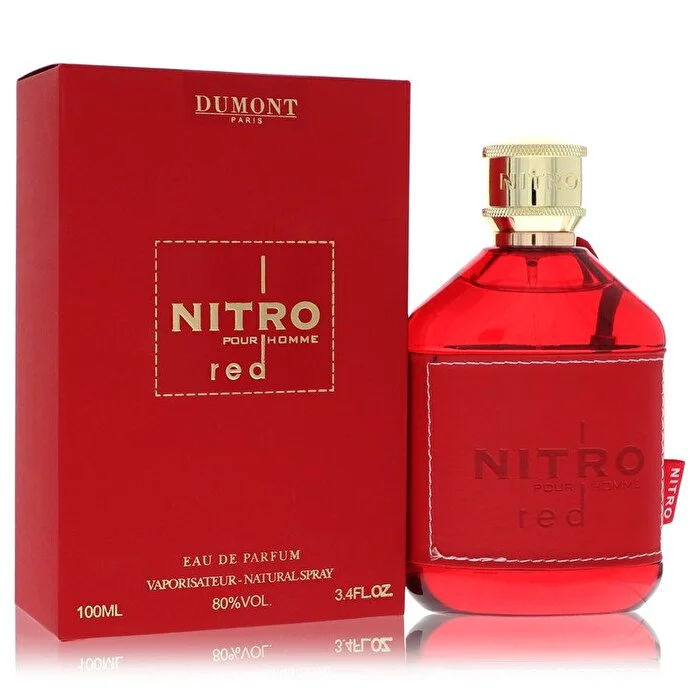 DUMONT
PARIS
NITRO
POUR HOMME
red
EAU DE PARFUM
VAPORISATEUR - NATURAL SPRAY
100ML
80%VOL.
3.4FL.OZ.
NITRO
NITRO
POUR HOMME
red
NITRO